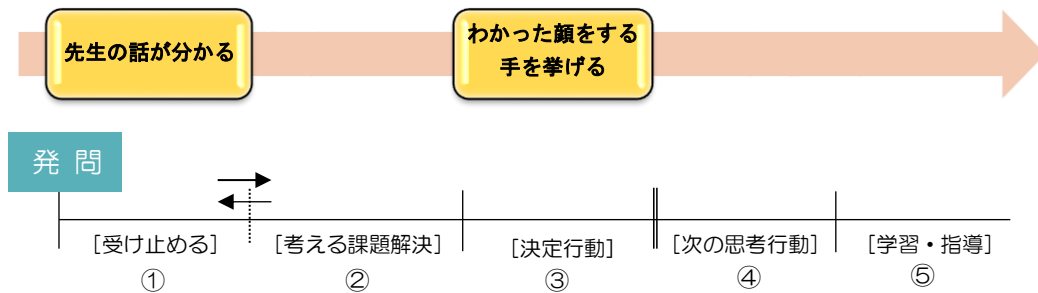 先生の話が分かる
わかった顔をする
手を挙げる
発 問
[受け止める]
[考える課題解決]
[決定行動]
[次の思考行動]
[学習・指導]
①
②
③
④
⑤